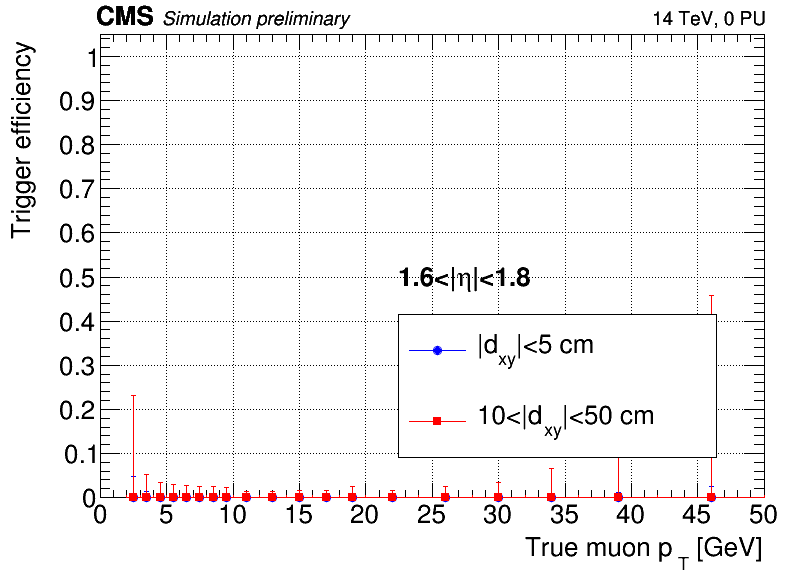 CMS Simulation preliminary 14 TeV, 0 PU
Trigger efficiency
1
0.9
0.8
0.7
0.6
0.5
0.4
0.3
0.2
0.1
0
1.6<|η|<1.8
|dxy|<5 cm
10<|dxy|<50 cm
0 5 10 15 20 25 30 35 40 45 50
True muon p T [GeV]